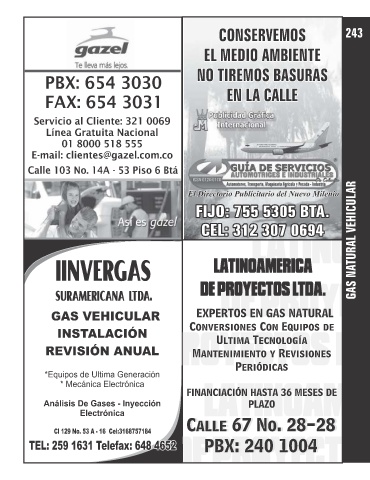 gazel
Te lleva más lejos.
PBX: 654 3030
FAX: 654 3031
Servicio al Cliente: 321 0069
Línea Gratuita Nacional
01 8000 518 555
E-mail: clientes@gazel.com.co
Calle 103 No. 14A - 53 Piso 6 Btá
Así es gazel
CONSERVEMOS
EL MEDIO AMBIENTE
NO TIREMOS BASURAS
EN LA CALLE
Publicidad Gráfica
Internacional
GUÍA DE SERVICIOS
AUTOMOTRICES E INDUSTRIALES
Automotores, Transporte, Maquinaria Agrícola y Pesada - Industria
El Directorio Publicitario del Nuevo Milenio
FIJO: 755 5305 BTA.
CEL: 312 307 0694
243
GAS NATURAL VEHICULAR
IINVERGAS
SURAMERICANA LTDA.
GAS VEHICULAR
INSTALACIÓN
REVISIÓN ANUAL
*Equipos de Ultima Generación
* Mecánica Electrónica
Análisis De Gases - Inyección
Electrónica
Cl 129 No. 53 A - 16 Cel:3168757184
TEL: 259 1631 Telefax: 648 4652
LATINOAMERICA
DE PROYECTOS LTDA.
EXPERTOS EN GAS NATURAL
CONVERSIONES CON EQUIPOS DE
ULTIMA TECNOLOGÍA
MANTENIMIENTO Y REVISIONES
PERIÓDICAS
FINANCIACIÓN HASTA 36 MESES DE
PLAZO
CALLE 67 NO. 28-28
PBX: 240 1004